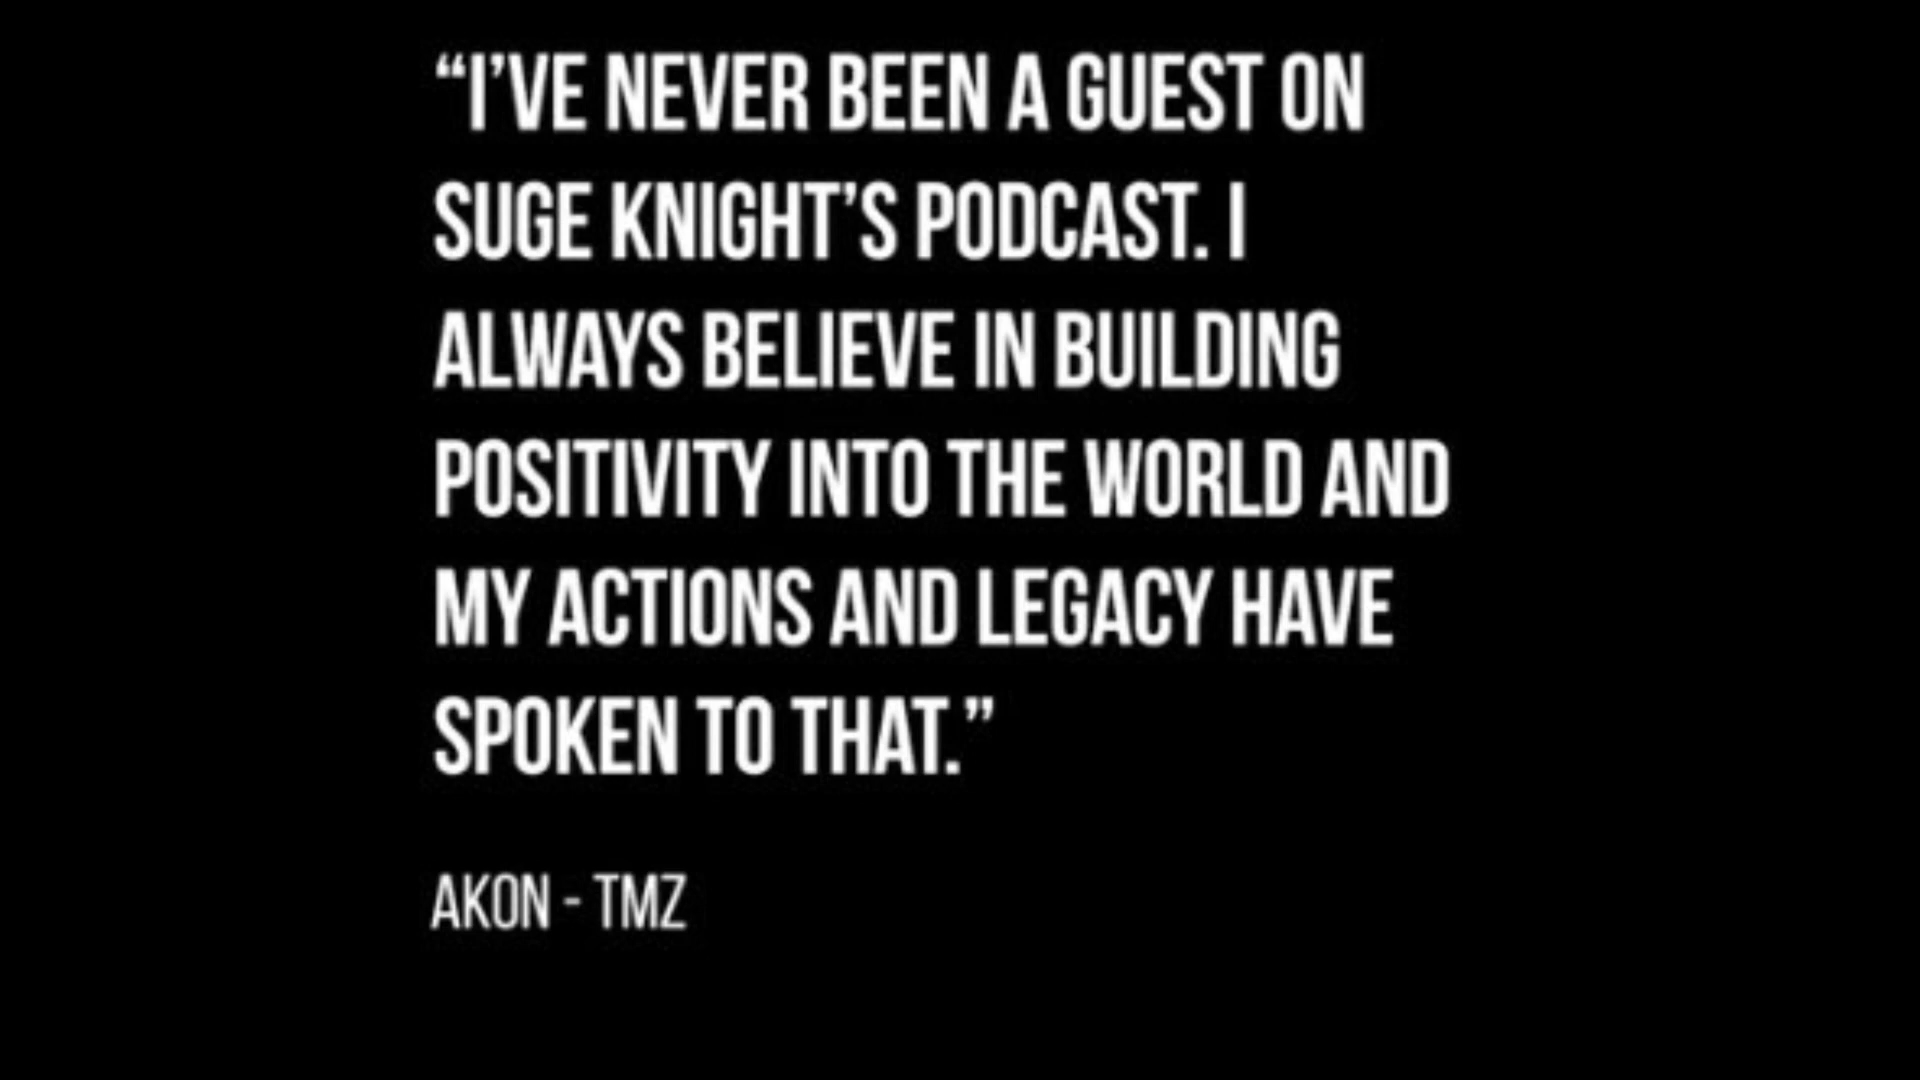 “I’VE NEVER BEEN A GUEST ON
SUGE KNIGHT’S PODCAST. I
ALWAYS BELIEVE IN BUILDING
POSITIVITY INTO THE WORLD AND
MY ACTIONS AND LEGACY HAVE
SPOKEN TO THAT.”
AKON - TMZ